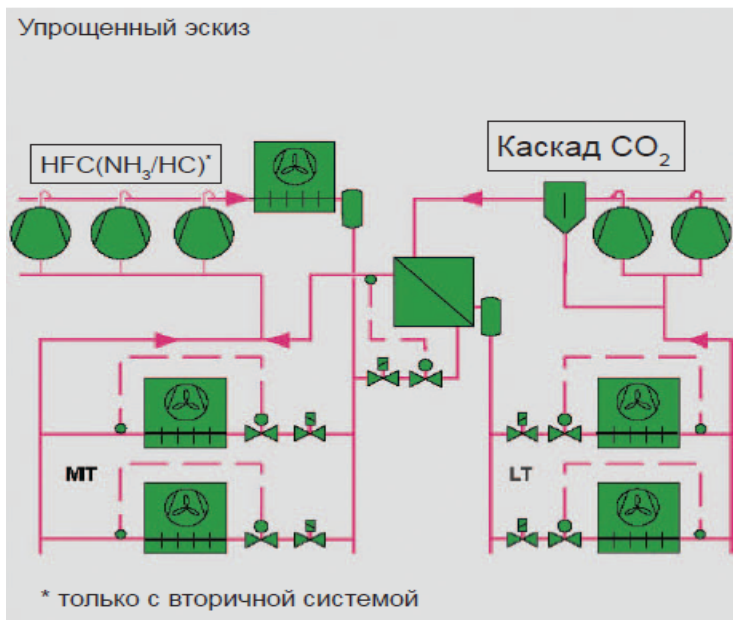 Упрощенный эскиз
HFC(NH₃/HC)*
Каскад CO₂
MT
LT
* только с вторичной системой